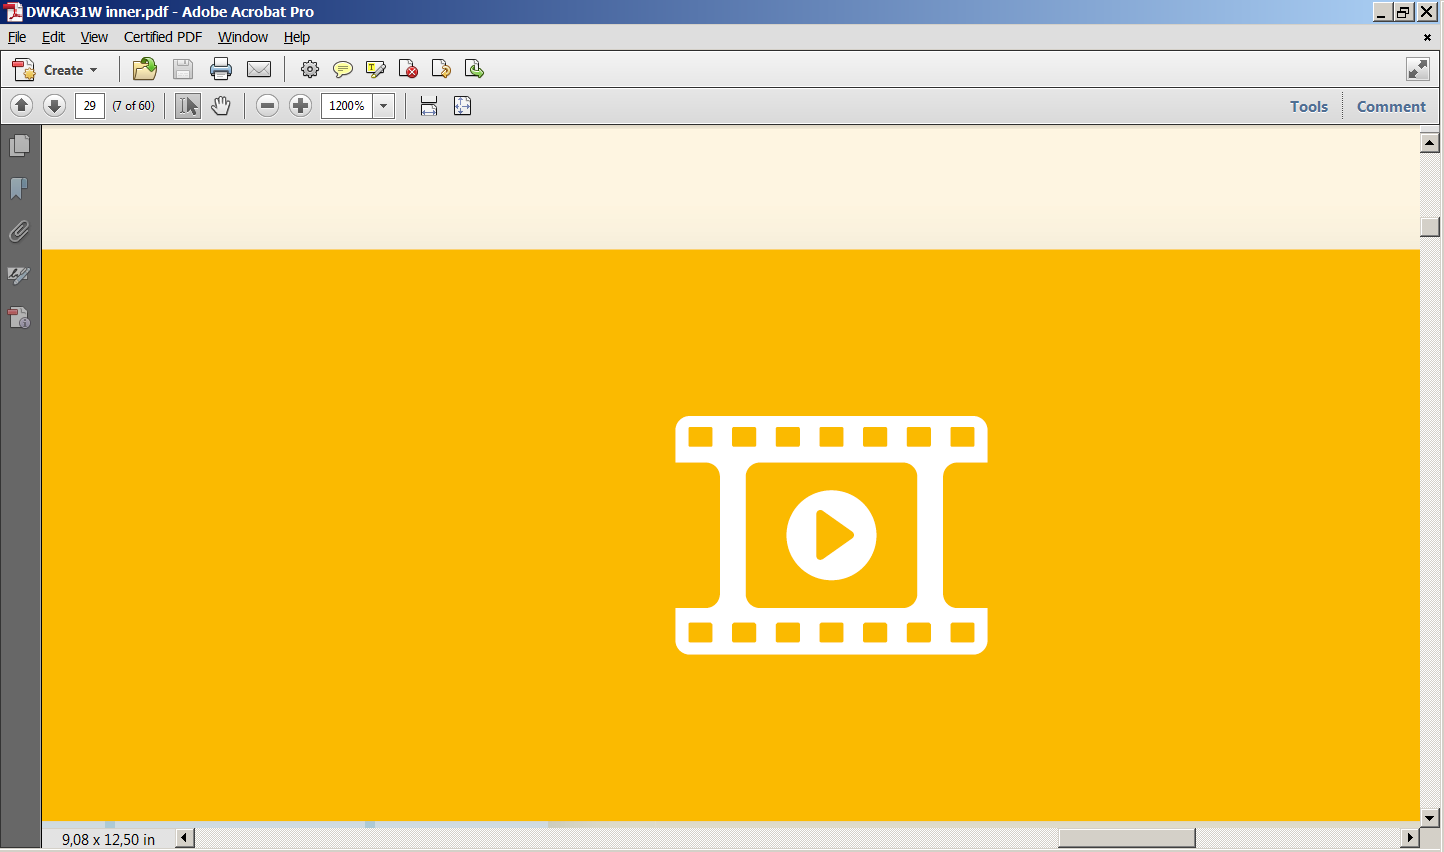 DWKA31W inner.pdf - Adobe Acrobat Pro
File Edit View Certified PDF Window Help
Create
29 (7 of 60) 1200% Tools Comment
9,08 x 12,50 in